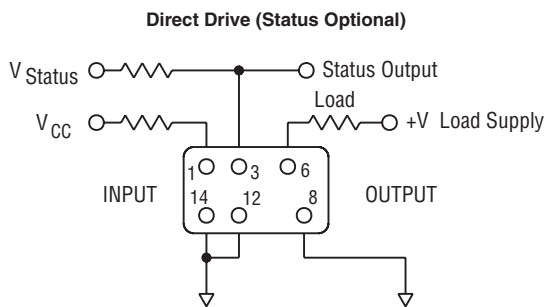 Direct Drive (Status Optional)
V Status
Status Output
Load
V CC
+V Load Supply
1 3 6
INPUT
14 12 8
OUTPUT